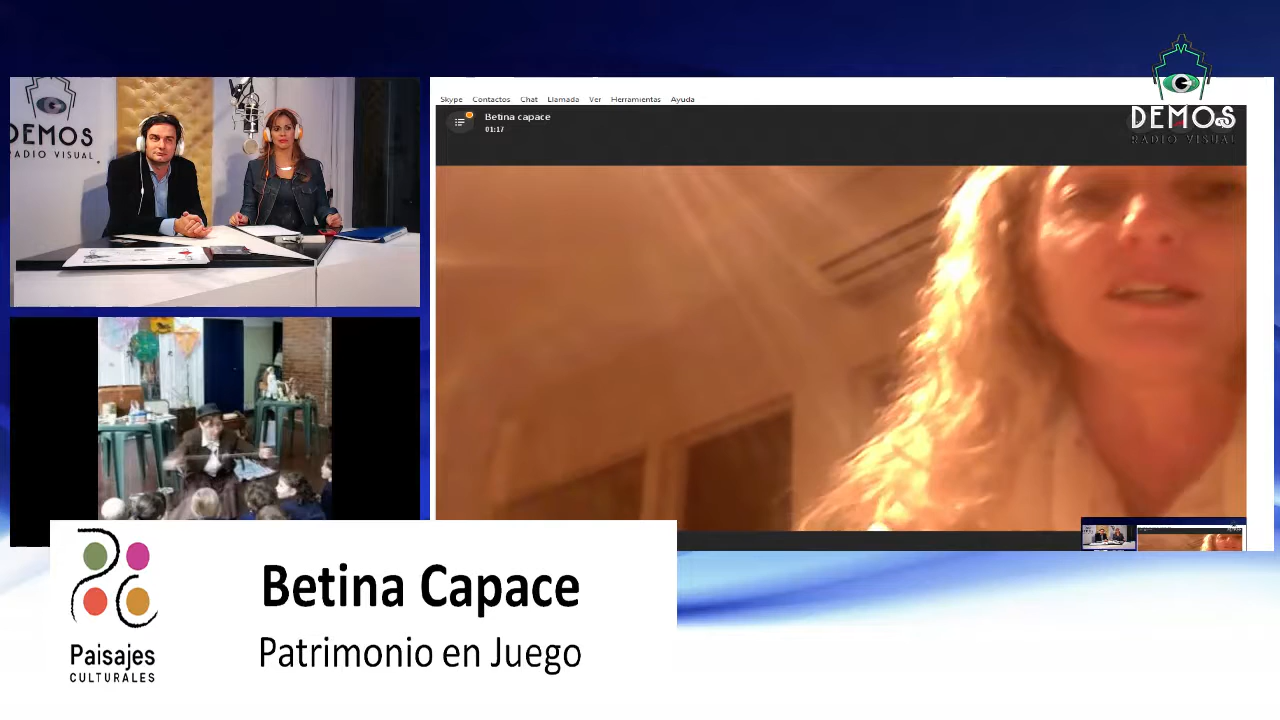 DEMOS
RADIO VISUAL
Skype Contactos Chat Llamada Ver Herramientas Ayuda
Betina capace
01:17
DEMOS
RADIO VISUAL
Betina Capace
Patrimonio en Juego
Paisajes
CULTURALES